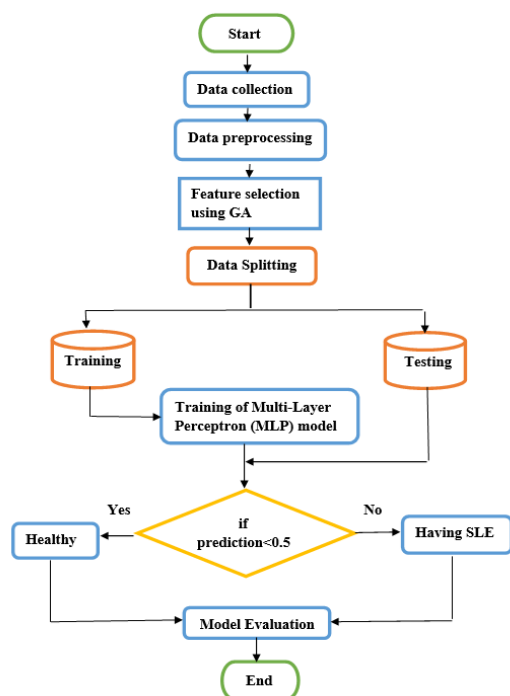 Start
Data collection
Data preprocessing
Feature selection
using GA
Data Splitting
Training
Testing
Training of Multi-Layer
Perceptron (MLP) model
Yes
if
prediction<0.5
No
Healthy
Having SLE
Model Evaluation
End